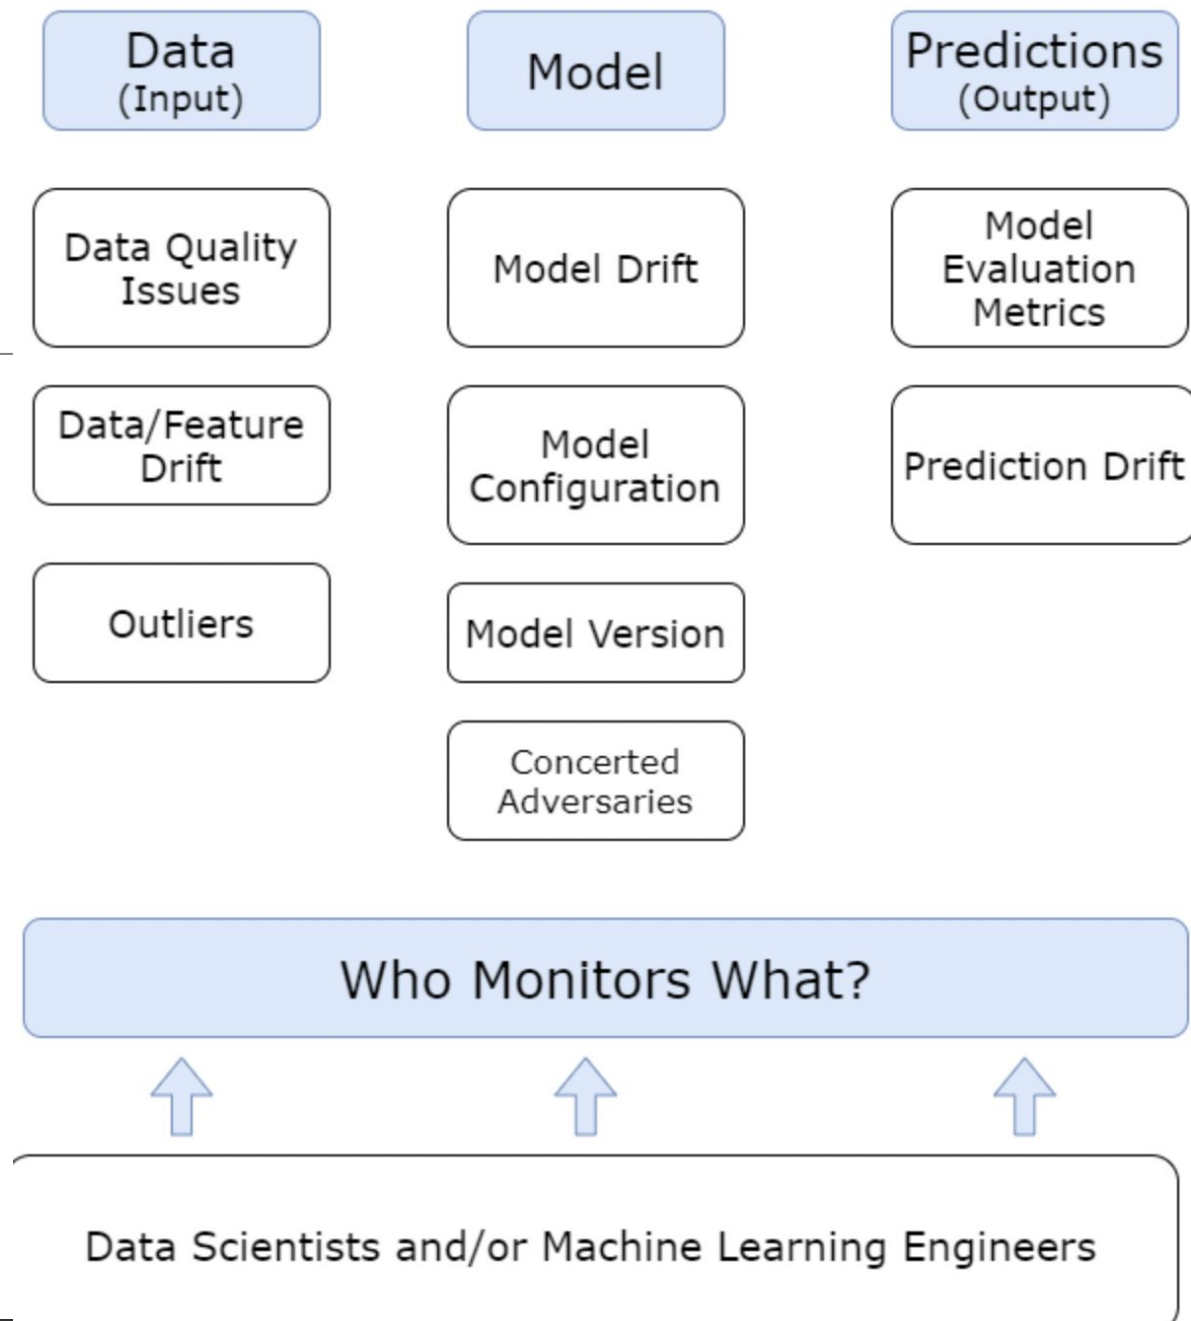 Data
(Input)
Model
Predictions
(Output)
Data Quality
Issues
Model Drift
Model
Evaluation
Metrics
Data/Feature
Drift
Model
Configuration
Prediction Drift
Outliers
Model Version
Concerted
Adversaries
Who Monitors What?
Data Scientists and/or Machine Learning Engineers